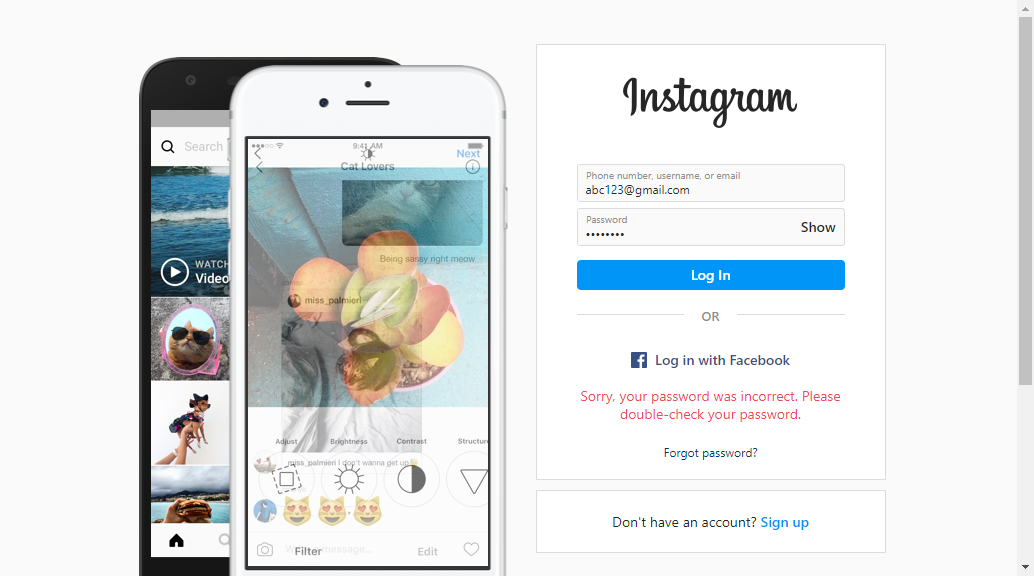 Search
WATCH
Video
9:41 AM
Next
Cat Lovers
Being sassy right meow
miss_palmieri
Adjust
Brightness
Contrast
Structure
miss_palmieri I don't wanna get up
Filter
Edit
Instagram
Phone number, username, or email
abc123@gmail.com
Password
••••••••
Show
Log In
OR
Log in with Facebook
Sorry, your password was incorrect. Please
double-check your password.
Forgot password?
Don't have an account? Sign up